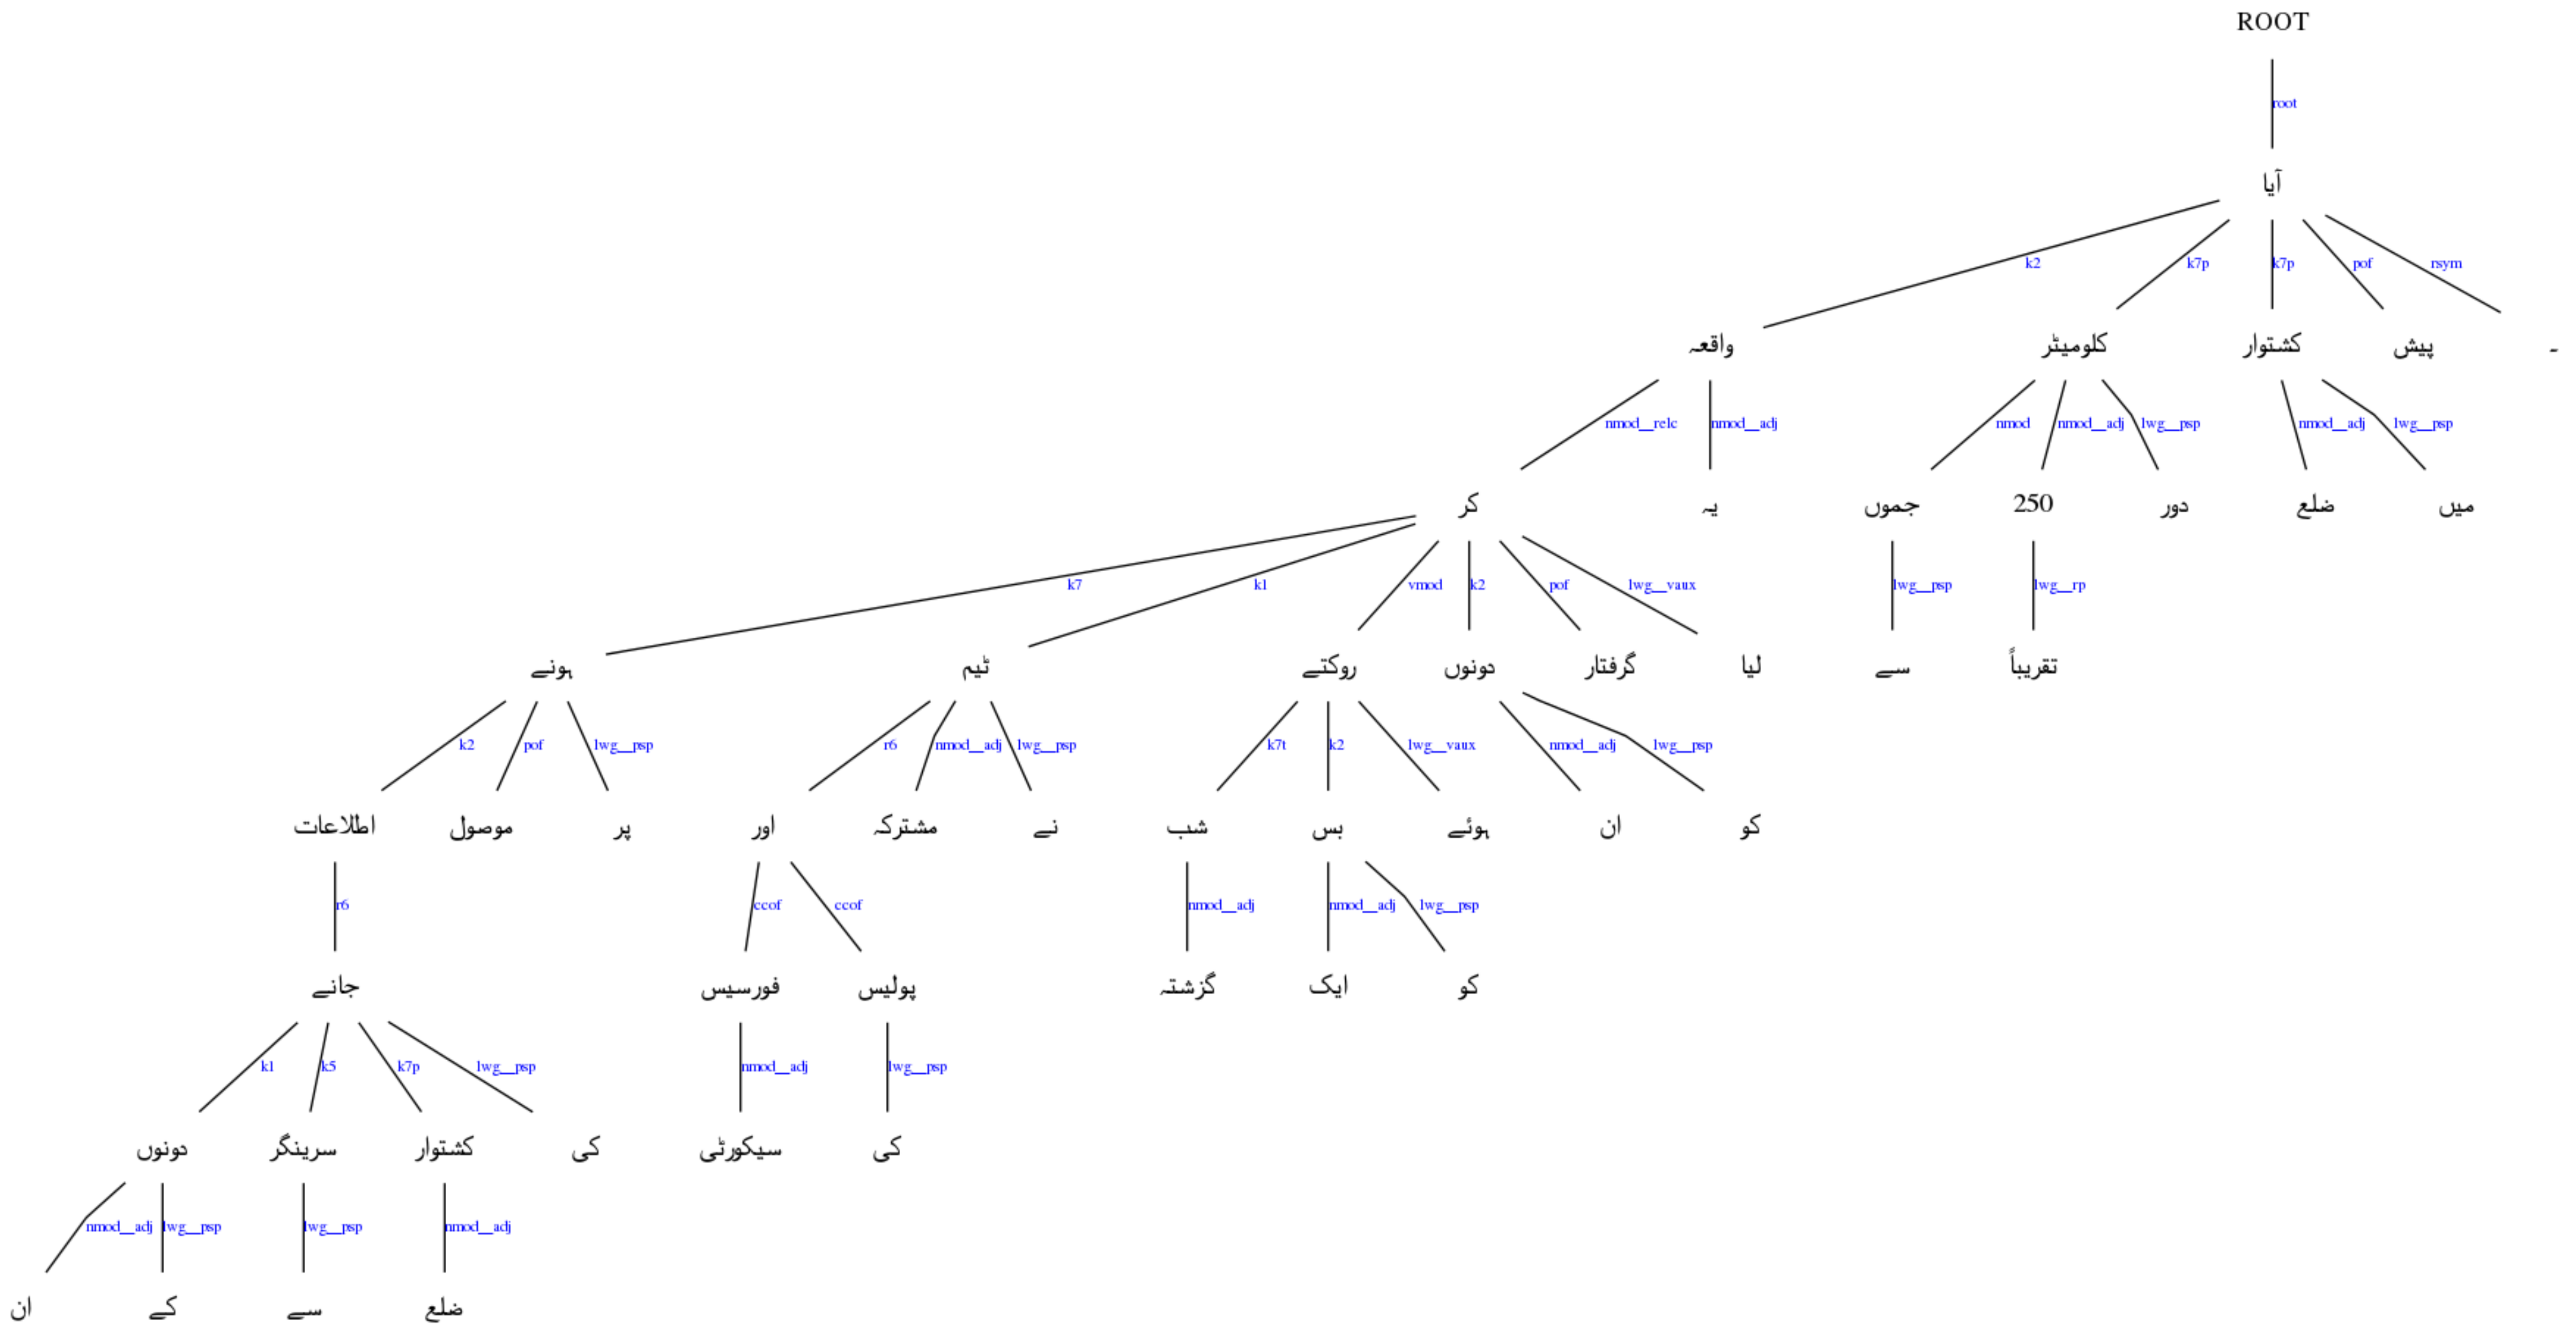 ROOT
root
آیا
k2 k7p k7p pof rsym
واقعہ کلومیٹر کشتوار پیش ۔
nmod__relc nmod__adj nmod nmod__adj lwg__psp nmod__adj lwg__psp
کر یہ جموں 250 دور ضلع میں
k7 k1 vmod k2 pof lwg__vaux lwg__psp lwg__rp
ہونے ٹیم روکتے دونوں گرفتار لیا سے تقریباً
k2 pof lwg__psp r6 nmod__adj lwg__psp k7t k2 lwg__vaux nmod__adj lwg__psp
اطلاعات موصول پر اور مشترکہ نے شب بس ہوئے ان کو
r6 ccof ccof nmod__adj nmod__adj lwg__psp
جانے فورسیس پولیس گزشتہ ایک کو
k1 k5 k7p lwg__psp nmod__adj lwg__psp
دونوں سرینگر کشتوار کی سیکورٹی کی
nmod__adj lwg__psp lwg__psp nmod__adj
ان کے سے ضلع